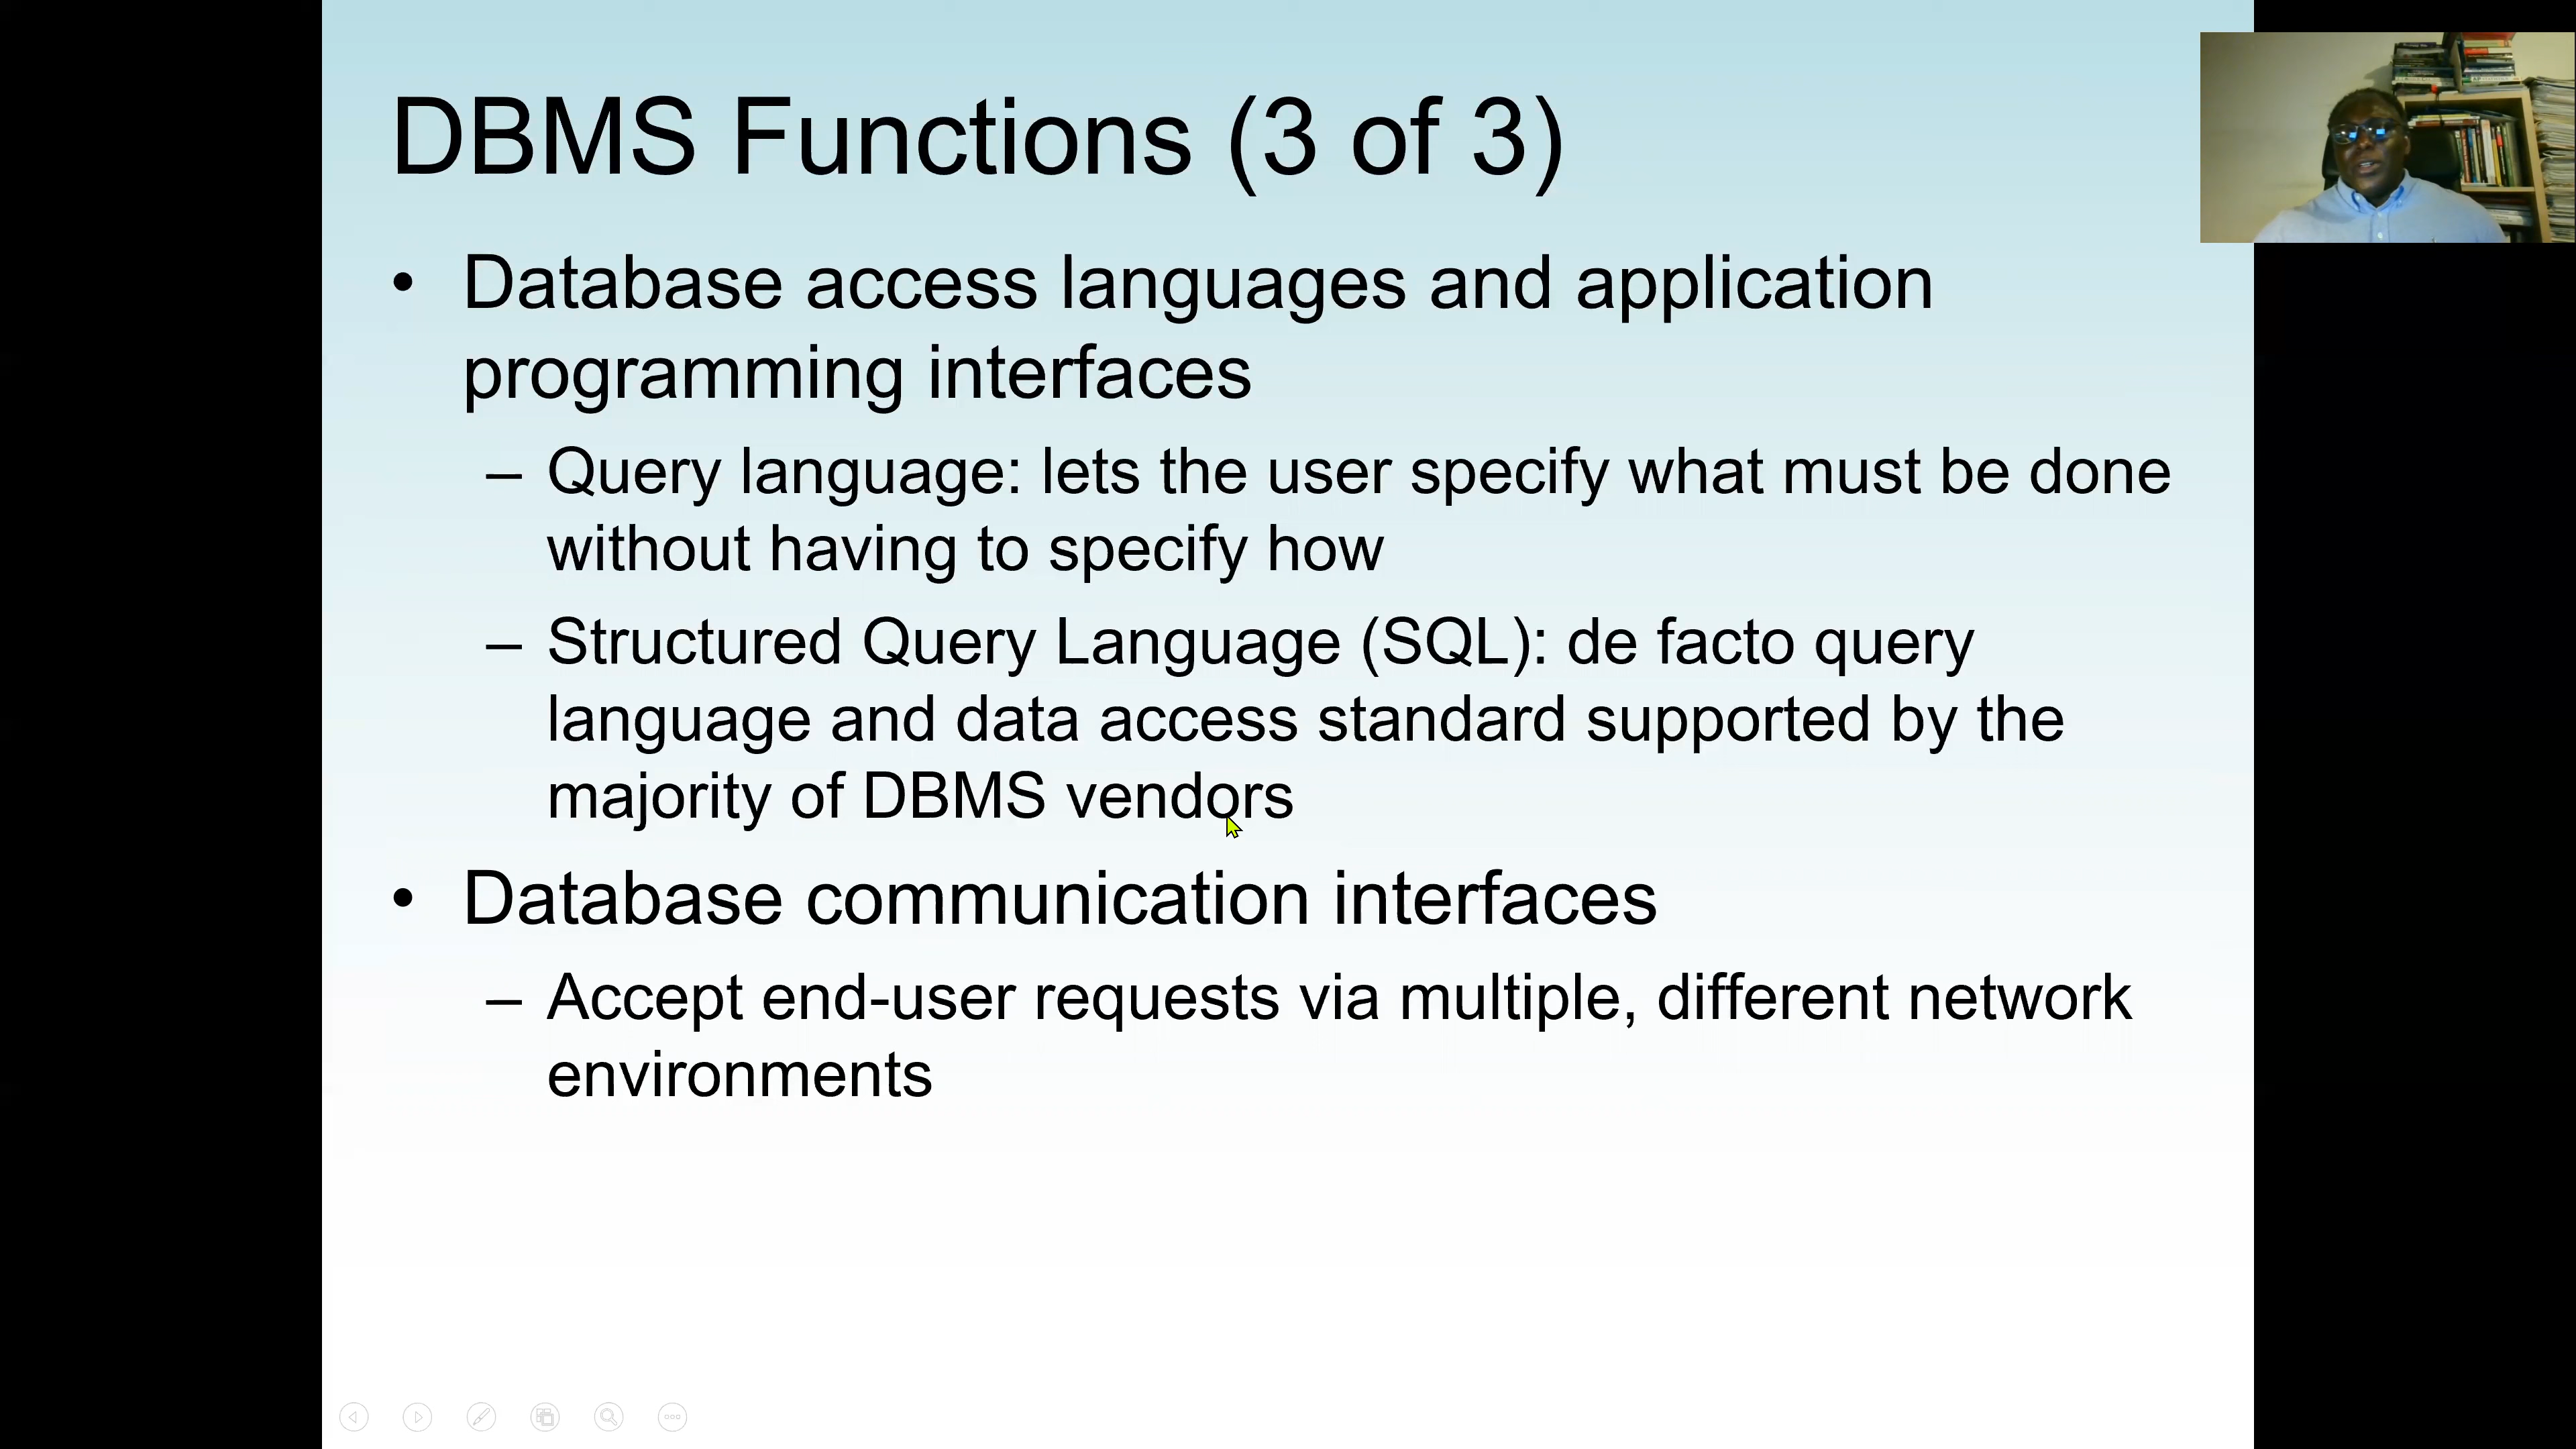 DBMS Functions (3 of 3)
• Database access languages and application
programming interfaces
– Query language: lets the user specify what must be done
without having to specify how
– Structured Query Language (SQL): de facto query
language and data access standard supported by the
majority of DBMS vendors
• Database communication interfaces
– Accept end-user requests via multiple, different network
environments